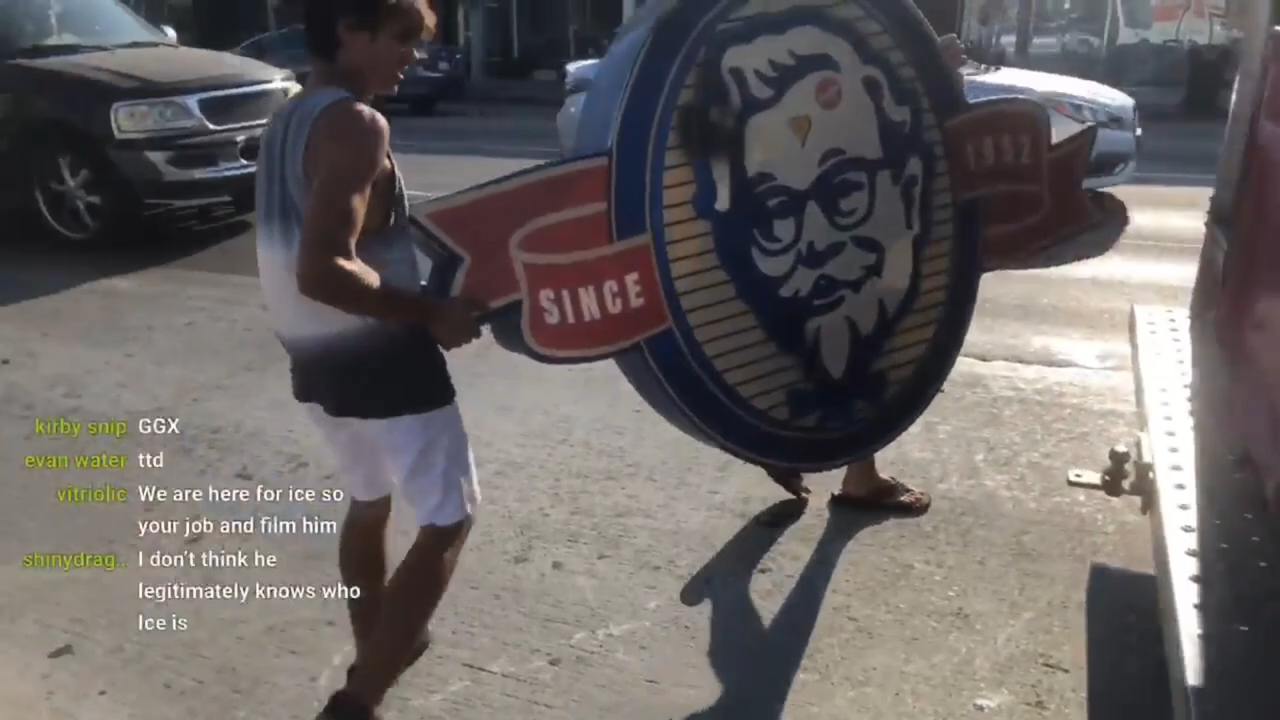 SINCE
1952
kirby snip GGX
evan water ttd
vitriolic We are here for ice so
your job and film him
shinydrag.. I don't think he
legitimately knows who
Ice is